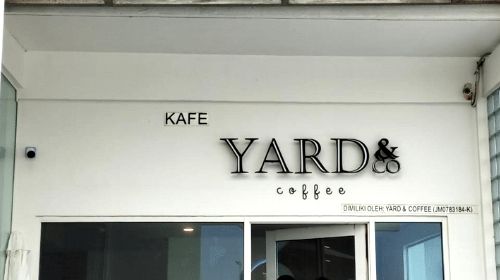 KAFE
YARD &CO
coffee
DIMILIKI OLEH: YARD & COFFEE (JM0783184-K)